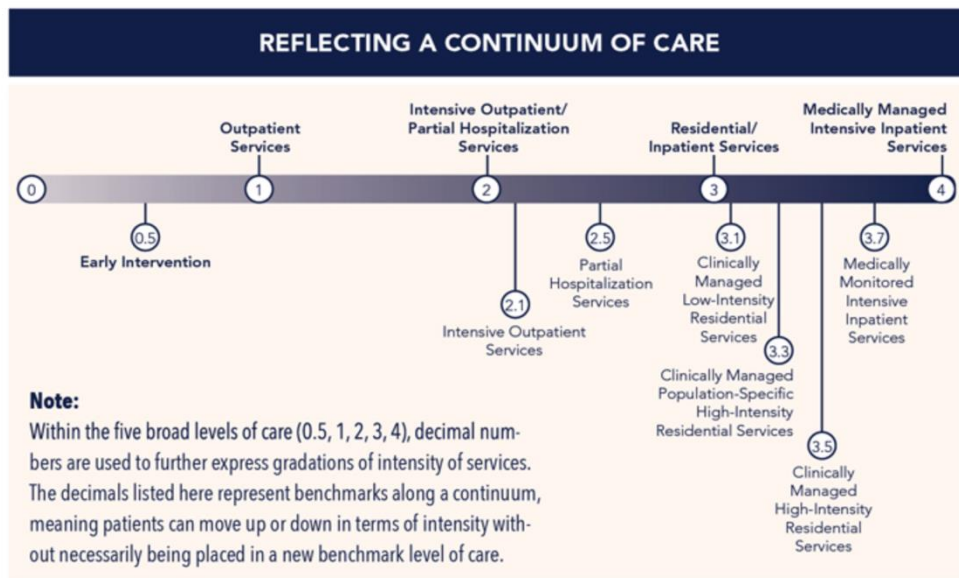 REFLECTING A CONTINUUM OF CARE
Outpatient
Services
Intensive Outpatient/
Partial Hospitalization
Services
Residential/
Inpatient Services
Medically Managed
Intensive Inpatient
Services
0
1
2
3
4
0.5
Early Intervention
2.1
Intensive Outpatient
Services
2.5
Partial
Hospitalization
Services
3.1
Clinically
Managed
Low-Intensity
Residential
Services
3.3
Clinically Managed
Population-Specific
High-Intensity
Residential Services
3.5
Clinically
Managed
High-Intensity
Residential
Services
3.7
Medically
Monitored
Intensive
Inpatient
Services
Note:
Within the five broad levels of care (0.5, 1, 2, 3, 4), decimal num-
bers are used to further express gradations of intensity of services.
The decimals listed here represent benchmarks along a continuum,
meaning patients can move up or down in terms of intensity with-
out necessarily being placed in a new benchmark level of care.